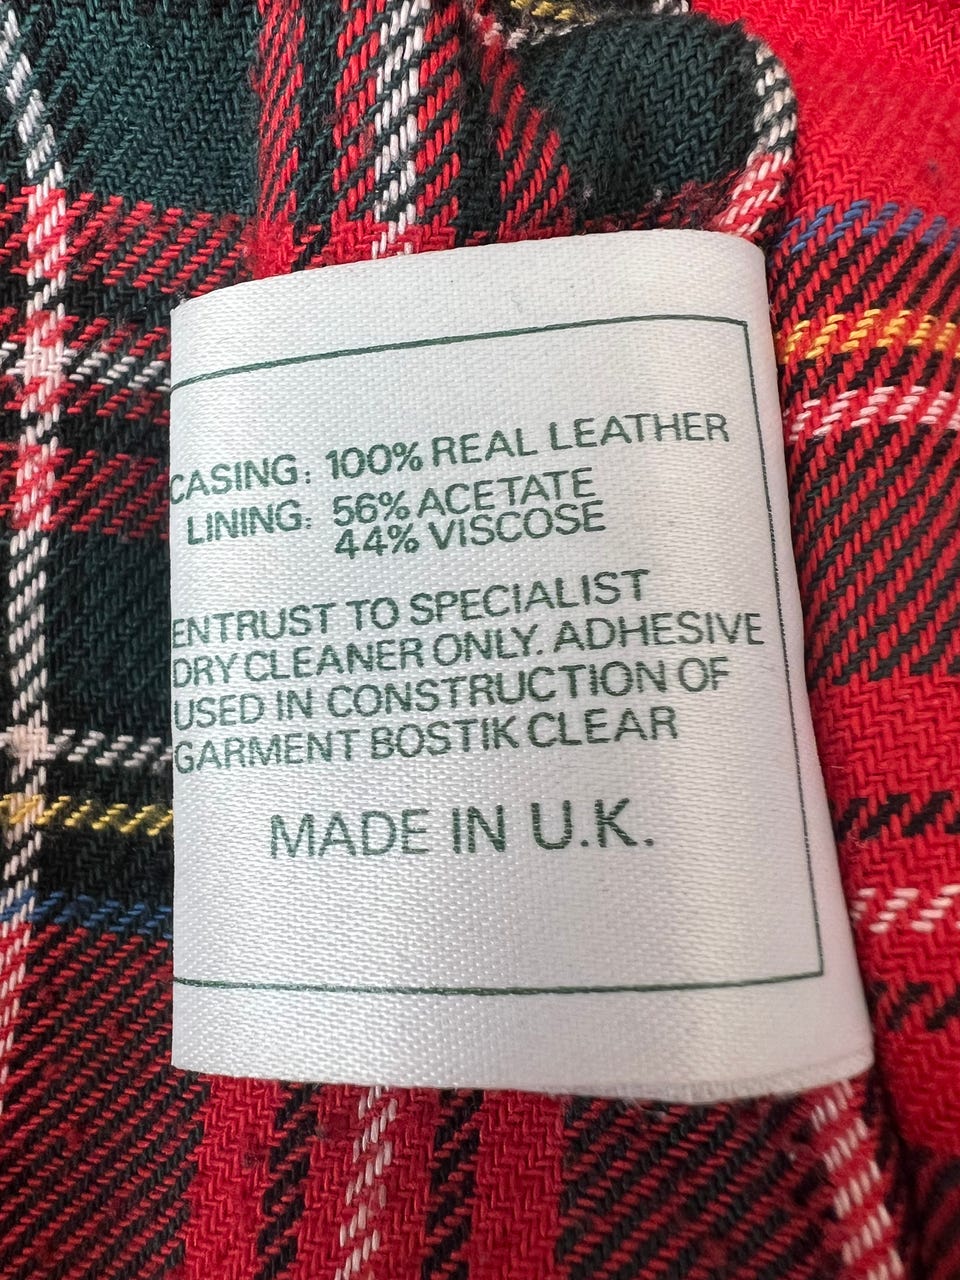 CASING: 100% REAL LEATHER
LINING: 56% ACETATE
44% VISCOSE
ENTRUST TO SPECIALIST
DRY CLEANER ONLY. ADHESIVE
USED IN CONSTRUCTION OF
GARMENT BOSTIK CLEAR
MADE IN U.K.